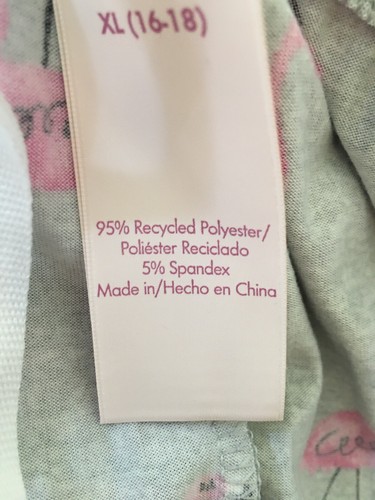 XL (16-18)
95% Recycled Polyester/
Poliéster Reciclado
5% Spandex
Made in/Hecho en China